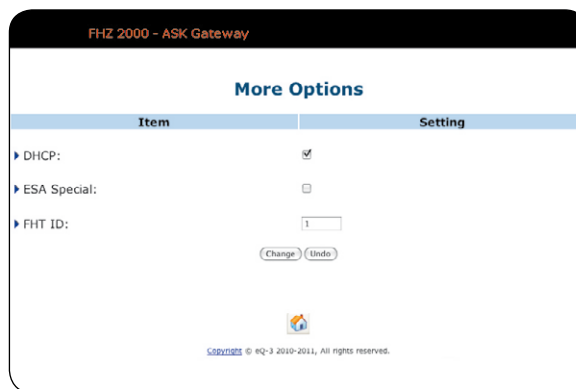 FHZ 2000 - ASK Gateway
More Options
Item Setting
DHCP:
ESA Special:
FHT ID: 1
Change Undo
Copyright © eQ-3 2010-2011, All rights reserved.